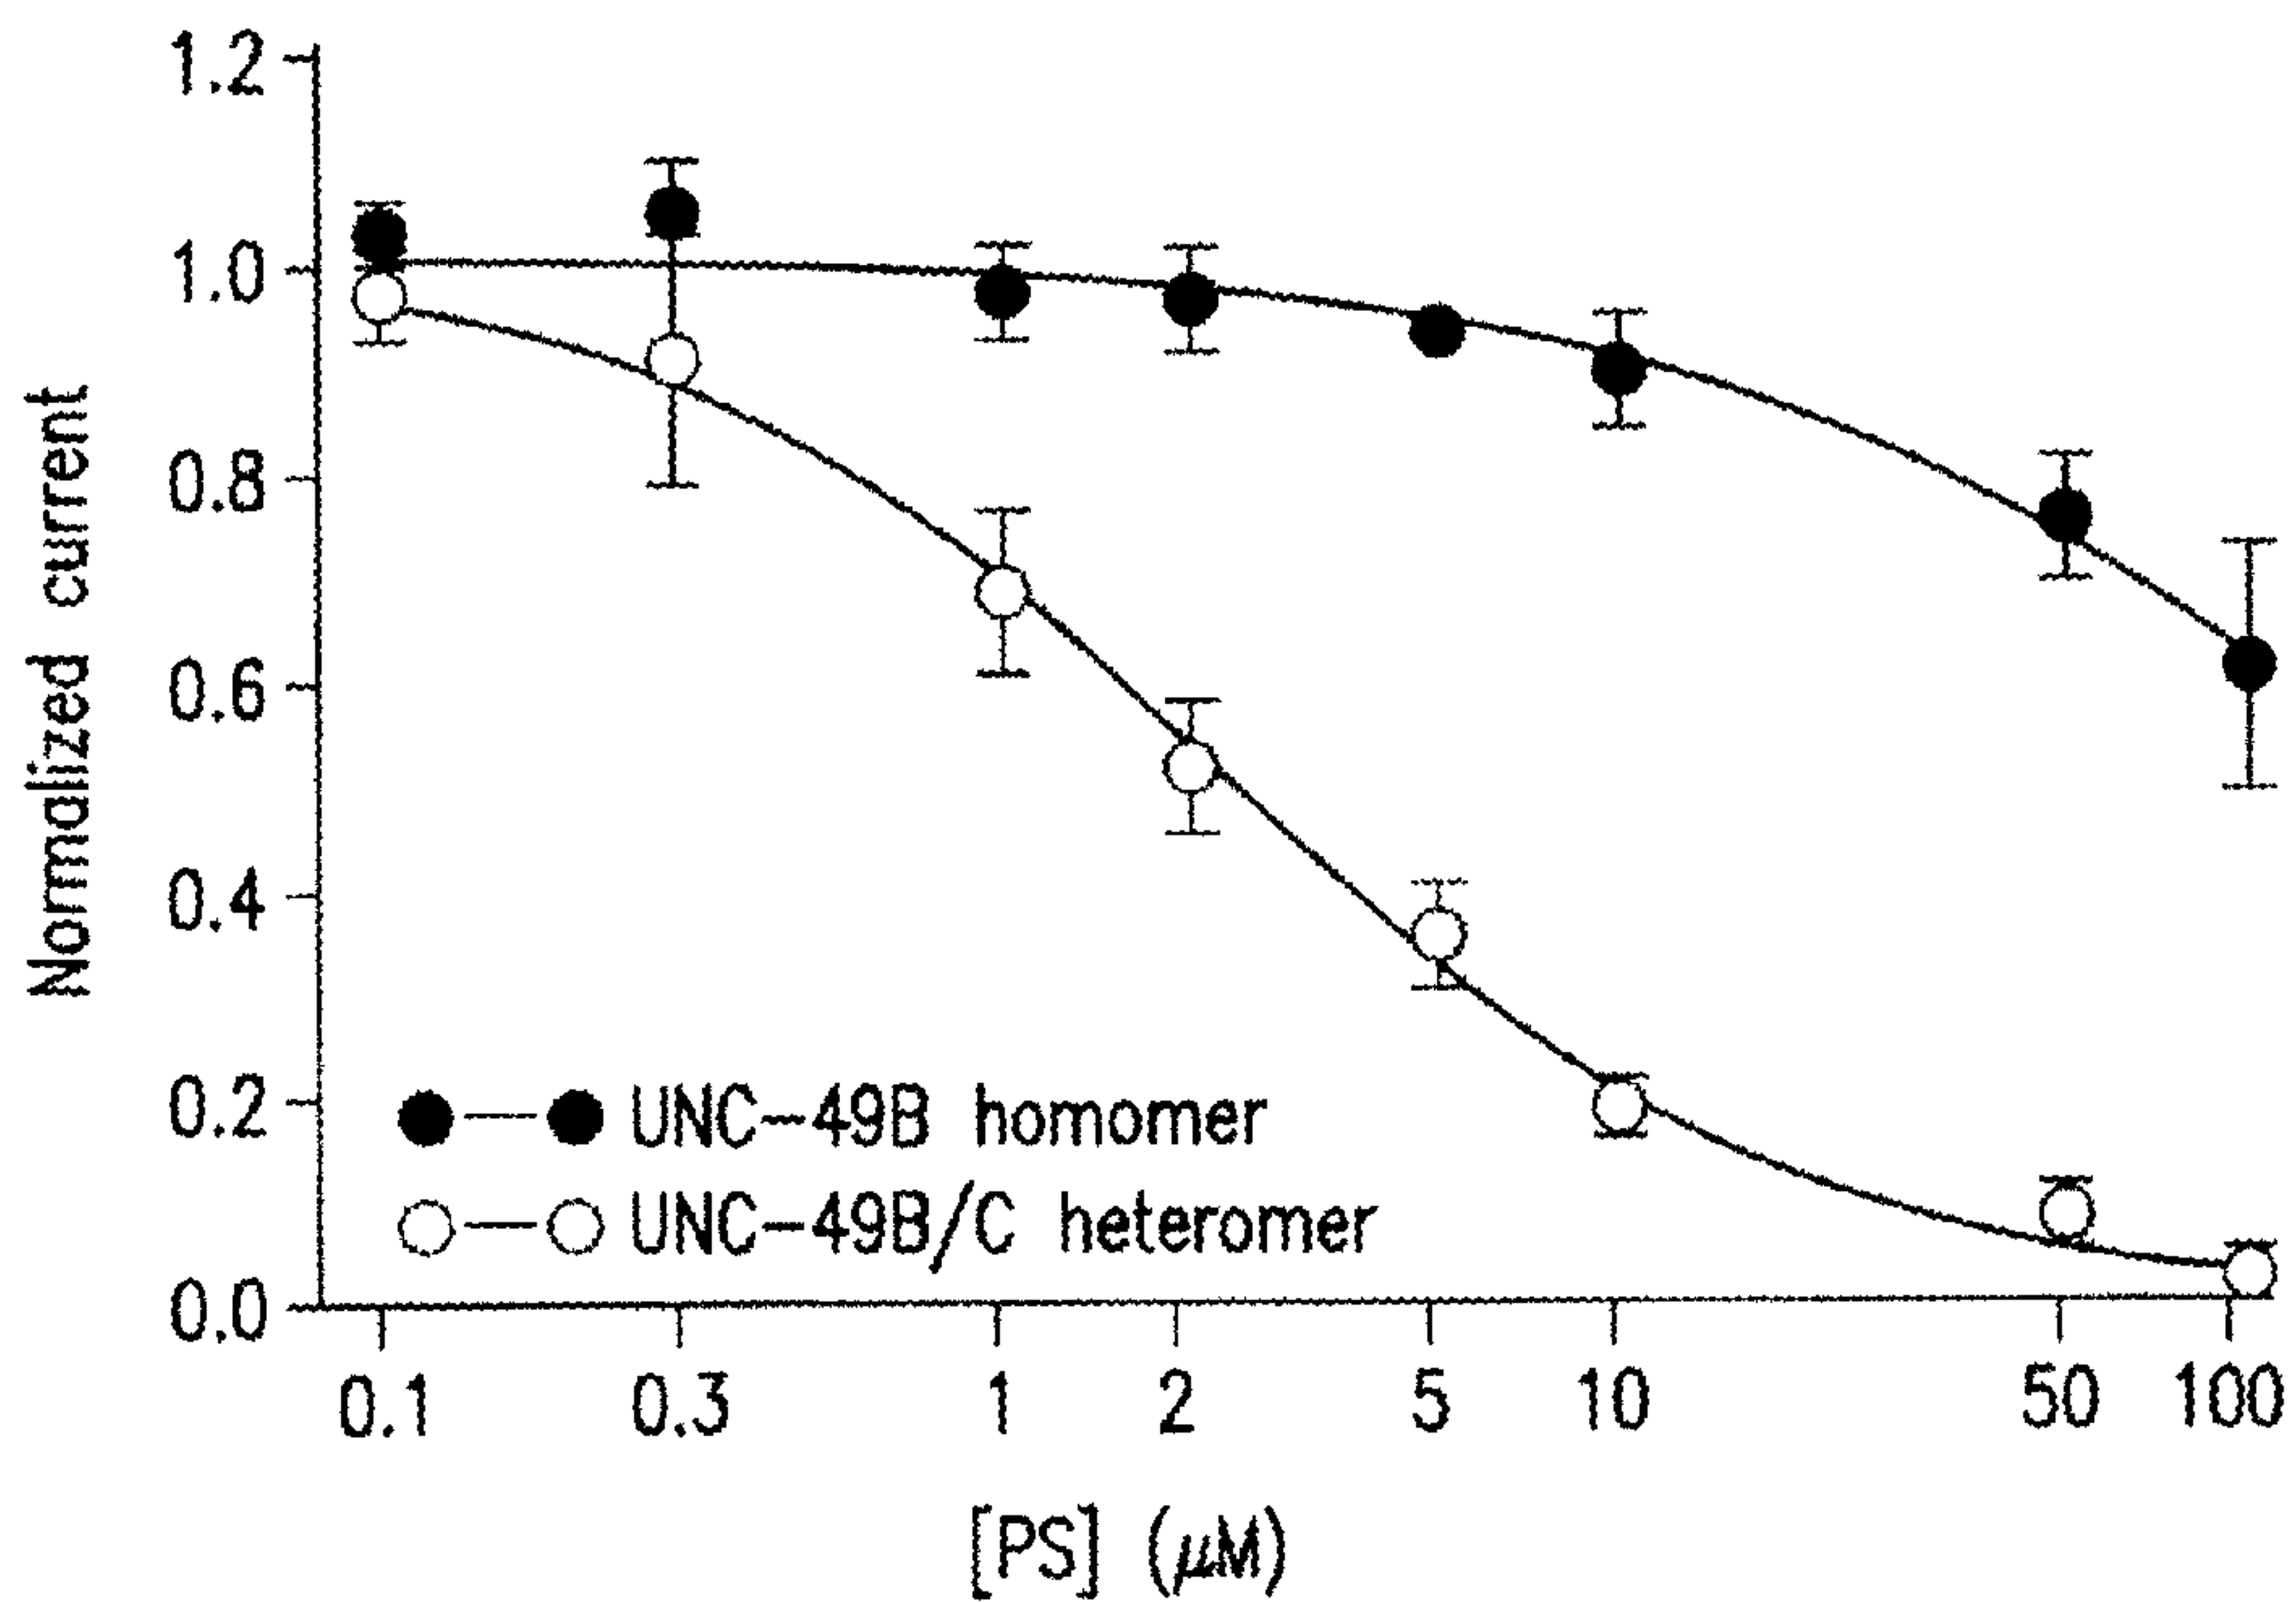 Normalized current
1.2
1.0
0.8
0.6
0.4
0.2
0.0
UNC-49B homomer
UNC-49B/C heteromer
0.1 0.3 1 2 5 10 50 100
[PS] (μM)